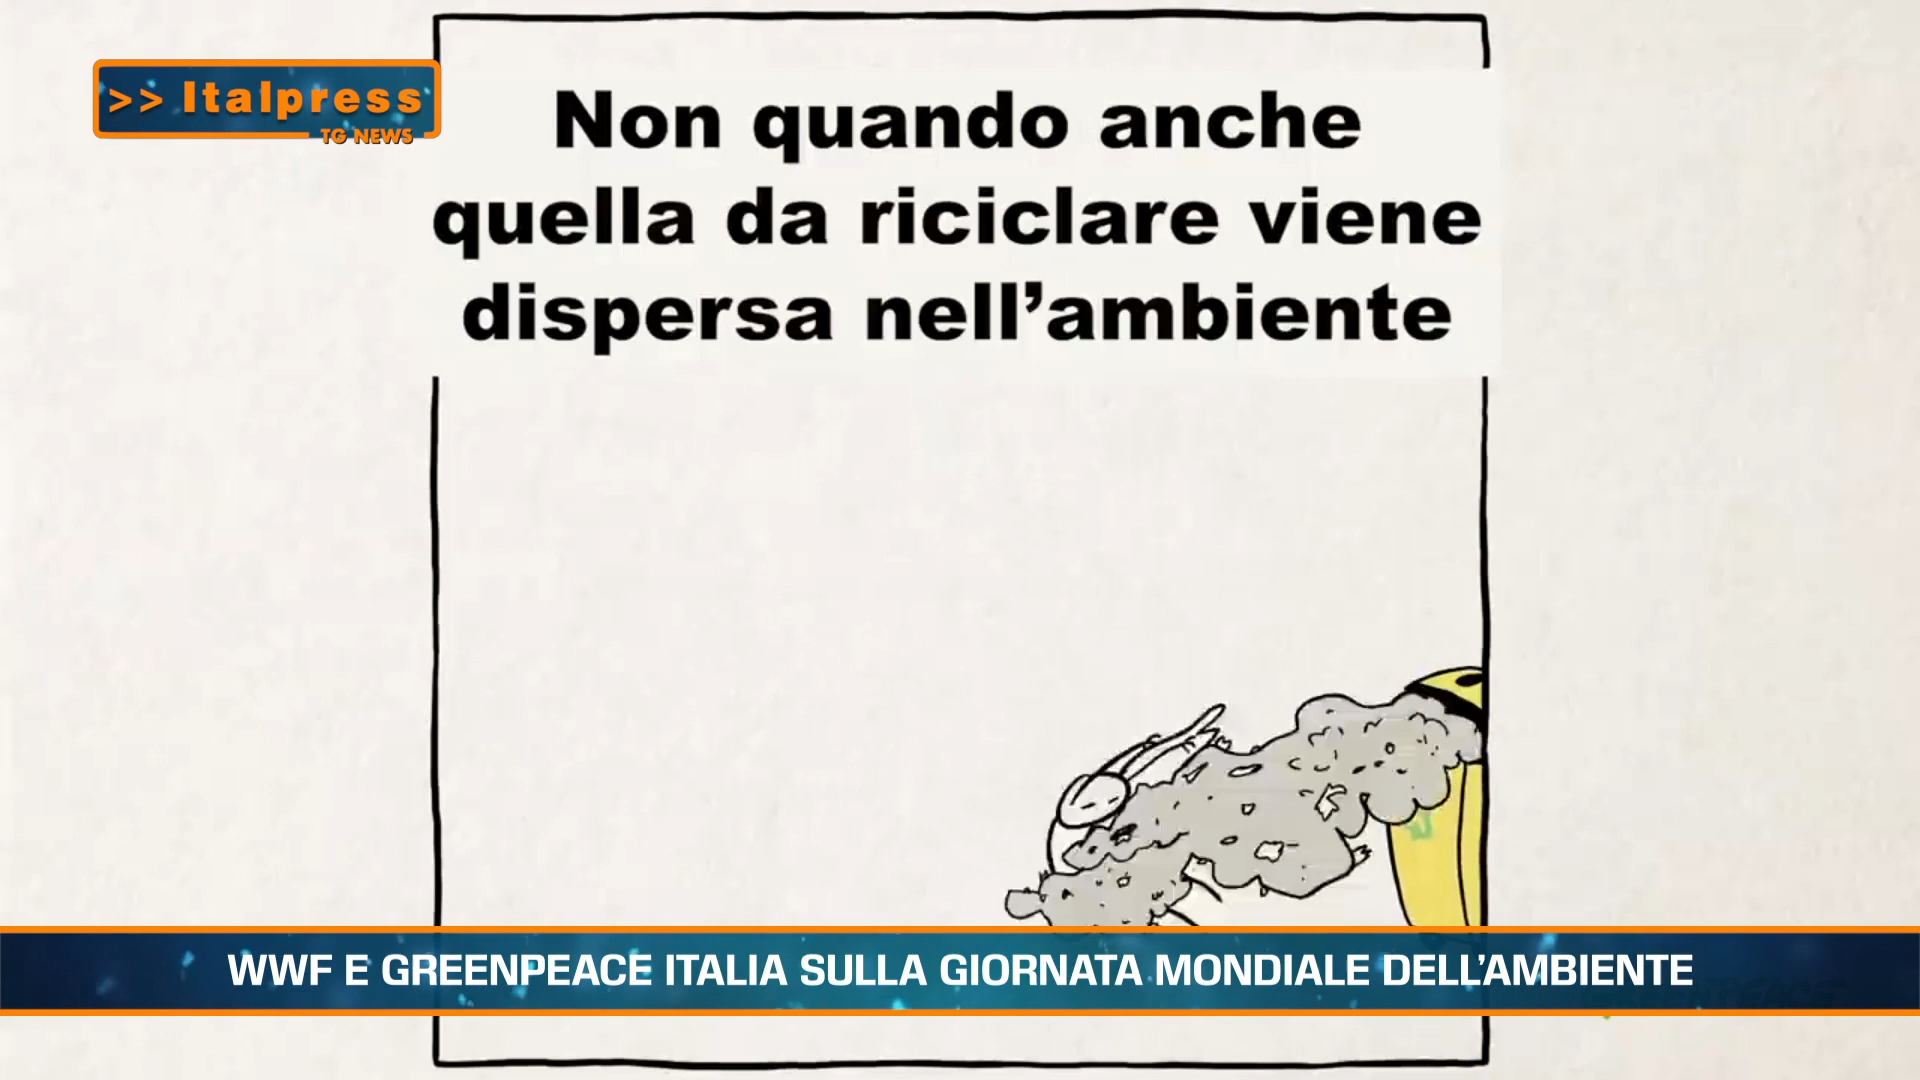 >> Italpress
TG NEWS
Non quando anche
quella da riciclare viene
dispersa nell’ambiente
WWF E GREENPEACE ITALIA SULLA GIORNATA MONDIALE DELL’AMBIENTE